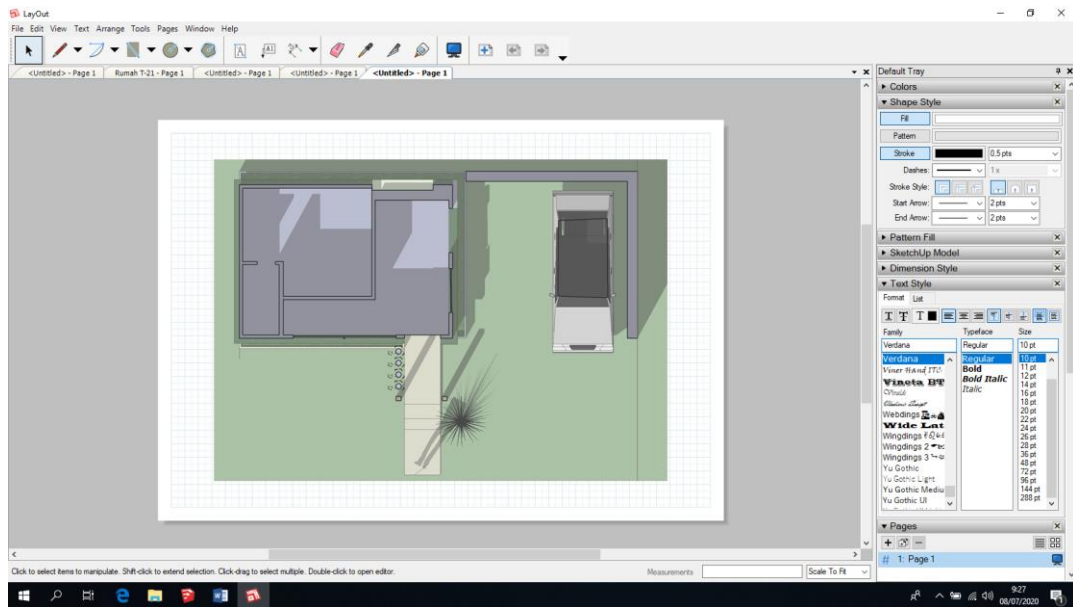 LayOut
File Edit View Text Arrange Tools Pages Window Help
<Untitled> - Page 1 Rumah T-21 - Page 1 <Untitled> - Page 1 <Untitled> - Page 1 <Untitled> - Page 1
Default Tray
Colors
Shape Style
Fill
Pattern
Stroke 0.5 pts
Dashes: 1x
Stroke Style:
Start Arrow: 2 pts
End Arrow: 2 pts
Pattern Fill
SketchUp Model
Dimension Style
Text Style
Format List
Family Typeface Size
Verdana Regular 10 pt
Verdana Regular 10 pt
Viner Hand ITC Bold 11 pt
Vineta BT Bold Italic 12 pt
Vivaldi Italic 14 pt
16 pt
Webdings 18 pt
Wide Lat 20 pt
Wingdings 22 pt
Wingdings 2 24 pt
Wingdings 3 26 pt
Yu Gothic 28 pt
Yu Gothic Light 36 pt
Yu Gothic Mediu 48 pt
Yu Gothic UI 72 pt
96 pt
144 pt
288 pt
Pages
# 1: Page 1
Click to select items to manipulate. Shift-click to extend selection. Click-drag to select multiple. Double-click to open editor.
Measurements
Scale To Fit
9:27
08/07/2020